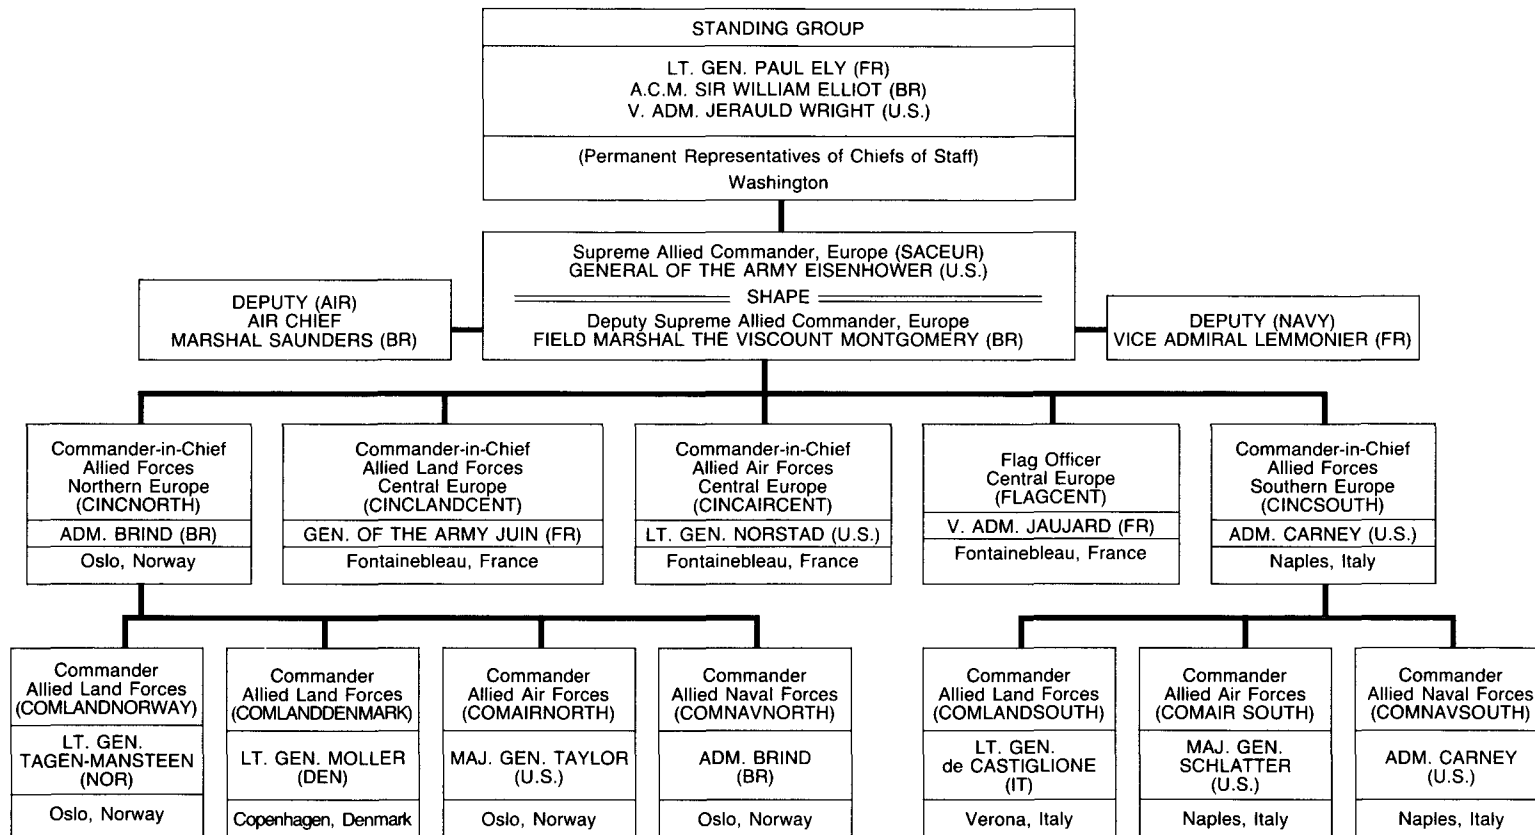 STANDING GROUP
LT. GEN. PAUL ELY (FR)
A.C.M. SIR WILLIAM ELLIOT (BR)
V. ADM. JERAULD WRIGHT (U.S.)
(Permanent Representatives of Chiefs of Staff)
Washington
Supreme Allied Commander, Europe (SACEUR)
GENERAL OF THE ARMY EISENHOWER (U.S.)
SHAPE
Deputy Supreme Allied Commander, Europe
FIELD MARSHAL THE VISCOUNT MONTGOMERY (BR)
DEPUTY (AIR)
AIR CHIEF
MARSHAL SAUNDERS (BR)
DEPUTY (NAVY)
VICE ADMIRAL LEMMONIER (FR)
Commander-in-Chief
Allied Forces
Northern Europe
(CINCNORTH)
ADM. BRIND (BR)
Oslo, Norway
Commander-in-Chief
Allied Land Forces
Central Europe
(CINCLANDCENT)
GEN. OF THE ARMY JUIN (FR)
Fontainebleau, France
Commander-in-Chief
Allied Air Forces
Central Europe
(CINCAIRCENT)
LT. GEN. NORSTAD (U.S.)
Fontainebleau, France
Flag Officer
Central Europe
(FLAGCENT)
V. ADM. JAUJARD (FR)
Fontainebleau, France
Commander-in-Chief
Allied Forces
Southern Europe
(CINCSOUTH)
ADM. CARNEY (U.S.)
Naples, Italy
Commander
Allied Land Forces
(COMLANDNORWAY)
LT. GEN.
TAGEN-MANSTEEN
(NOR)
Oslo, Norway
Commander
Allied Land Forces
(COMLANDDENMARK)
LT. GEN. MOLLER
(DEN)
Copenhagen, Denmark
Commander
Allied Air Forces
(COMAIRNORTH)
MAJ. GEN. TAYLOR
(U.S.)
Oslo, Norway
Commander
Allied Naval Forces
(COMNAVNORTH)
ADM. BRIND
(BR)
Oslo, Norway
Commander
Allied Land Forces
(COMLANDSOUTH)
LT. GEN.
de CASTIGLIONE
(IT)
Verona, Italy
Commander
Allied Air Forces
(COMAIR SOUTH)
MAJ. GEN.
SCHLATTER
(U.S.)
Naples, Italy
Commander
Allied Naval Forces
(COMNAVSOUTH)
ADM. CARNEY
(U.S.)
Naples, Italy